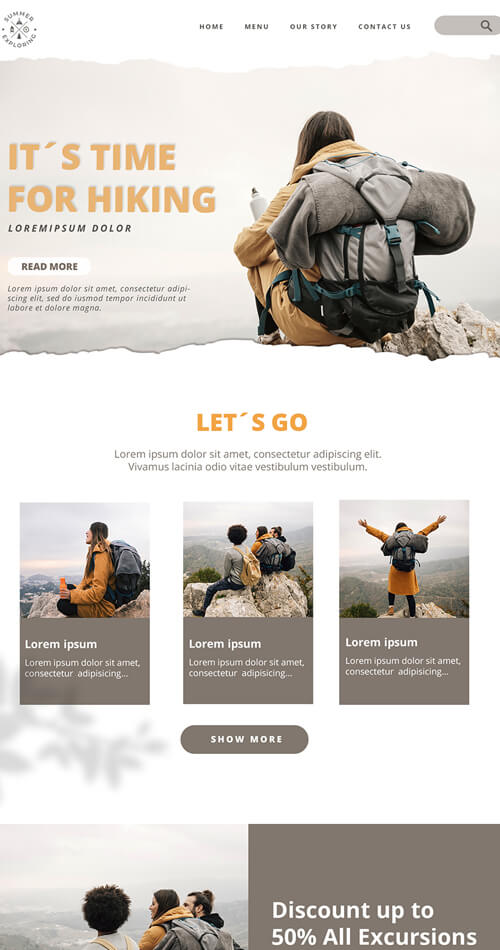 SUMMER
EXPLORING
HOME MENU OUR STORY CONTACT US
IT´S TIME
FOR HIKING
LOREMIPSUM DOLOR
READ MORE
Lorem ipsum dolor sit amet, consectetur adipi-
scing elit, sed do iusmod tempor incididunt ut
labore et dolore magna.
LET´S GO
Lorem ipsum dolor sit amet, consectetur adipiscing elit.
Vivamus lacinia odio vitae vestibulum vestibulum.
Lorem ipsum
Lorem ipsum dolor sit amet,
consectetur adipisicing...
Lorem ipsum
Lorem ipsum dolor sit amet,
consectetur adipisicing...
Lorem ipsum
Lorem ipsum dolor sit amet,
consectetur adipisicing...
SHOW MORE
Discount up to
50% All Excursions